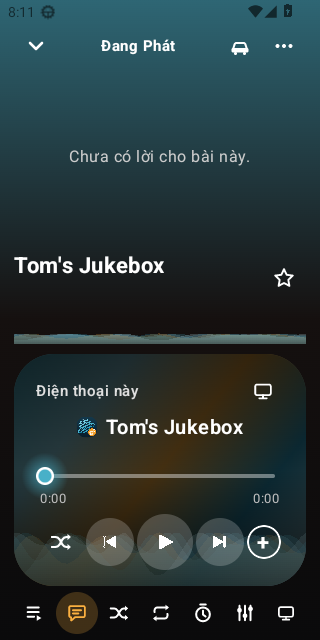 8:11
Đang Phát
Chưa có lời cho bài này.
Tom's Jukebox
Điện thoại này
Tom's Jukebox
0:00
0:00